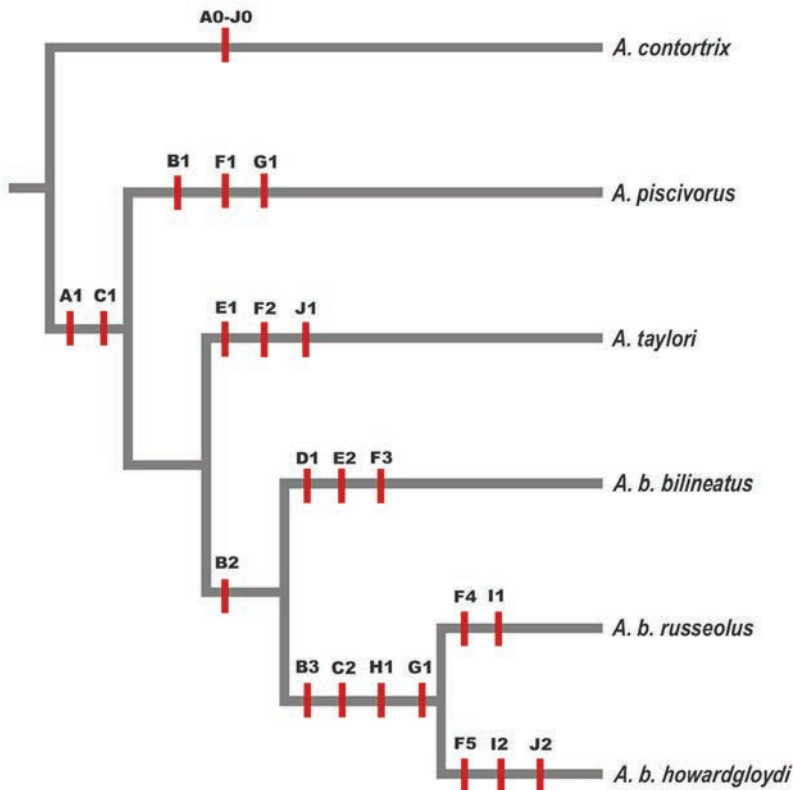 A0-J0
A. contortrix
B1 F1 G1
A. piscivorus
A1 C1
E1 F2 J1
A. taylori
D1 E2 F3
A. b. bilineatus
B2
F4 I1
A. b. russeolus
B3 C2 H1 G1
F5 I2 J2
A. b. howardgloydi